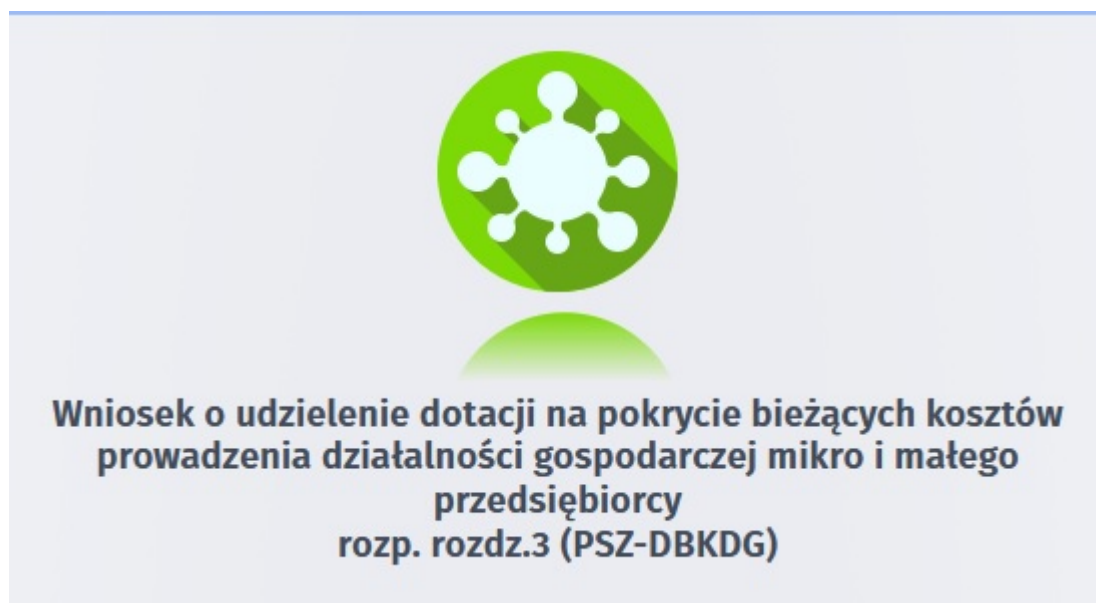 Wniosek o udzielenie dotacji na pokrycie bieżących kosztów
prowadzenia działalności gospodarczej mikro i małego
przedsiębiorcy
rozp. rozdz.3 (PSZ-DBKDG)